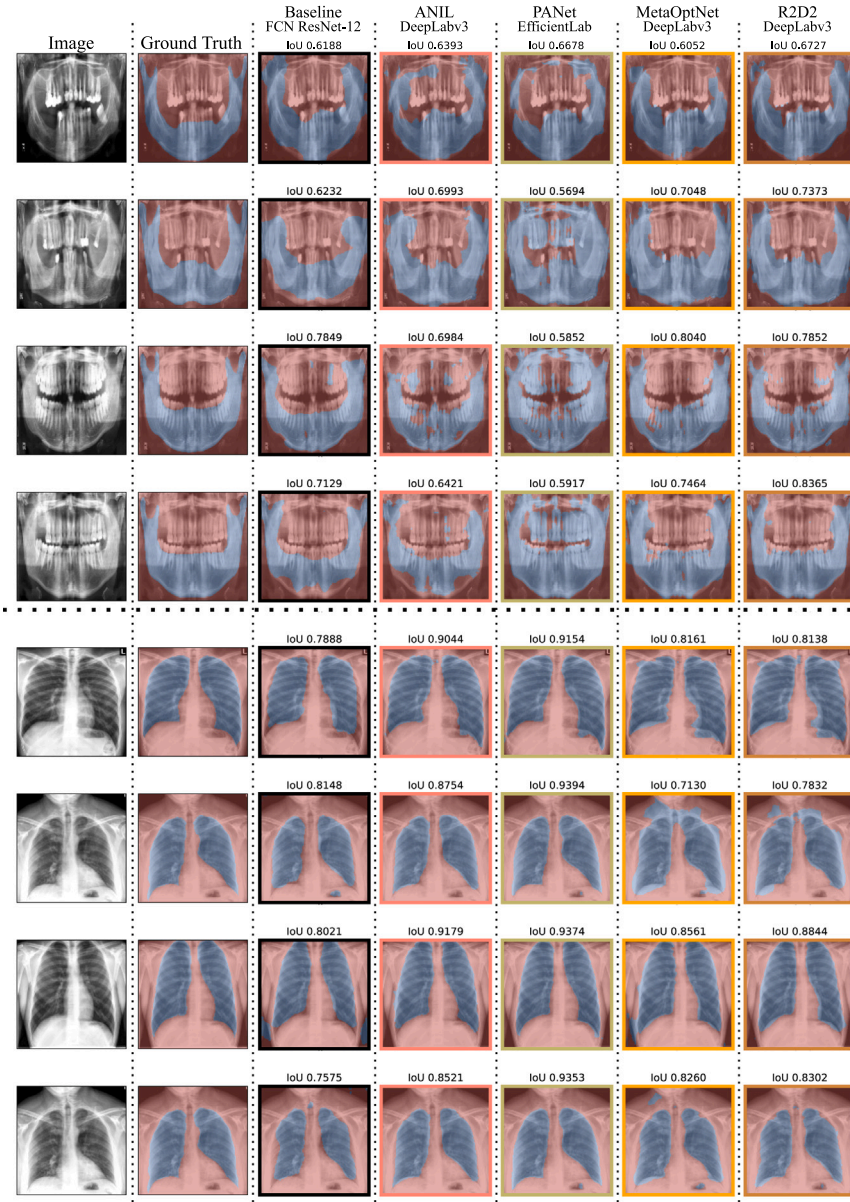 Image
Ground Truth
Baseline
FCN ResNet-12
ANIL
DeepLabv3
PANet
EfficientLab
MetaOptNet
DeepLabv3
R2D2
DeepLabv3
IoU 0.6188
IoU 0.6393
IoU 0.6678
IoU 0.6052
IoU 0.6727
IoU 0.6232
IoU 0.6993
IoU 0.5694
IoU 0.7048
IoU 0.7373
IoU 0.7849
IoU 0.6984
IoU 0.5852
IoU 0.8040
IoU 0.7852
IoU 0.7129
IoU 0.6421
IoU 0.5917
IoU 0.7464
IoU 0.8365
IoU 0.7888
IoU 0.9044
IoU 0.9154
IoU 0.8161
IoU 0.8138
L
IoU 0.8148
IoU 0.8754
IoU 0.9394
IoU 0.7130
IoU 0.7832
IoU 0.8021
IoU 0.9179
IoU 0.9374
IoU 0.8561
IoU 0.8844
IoU 0.7575
IoU 0.8521
IoU 0.9353
IoU 0.8260
IoU 0.8302